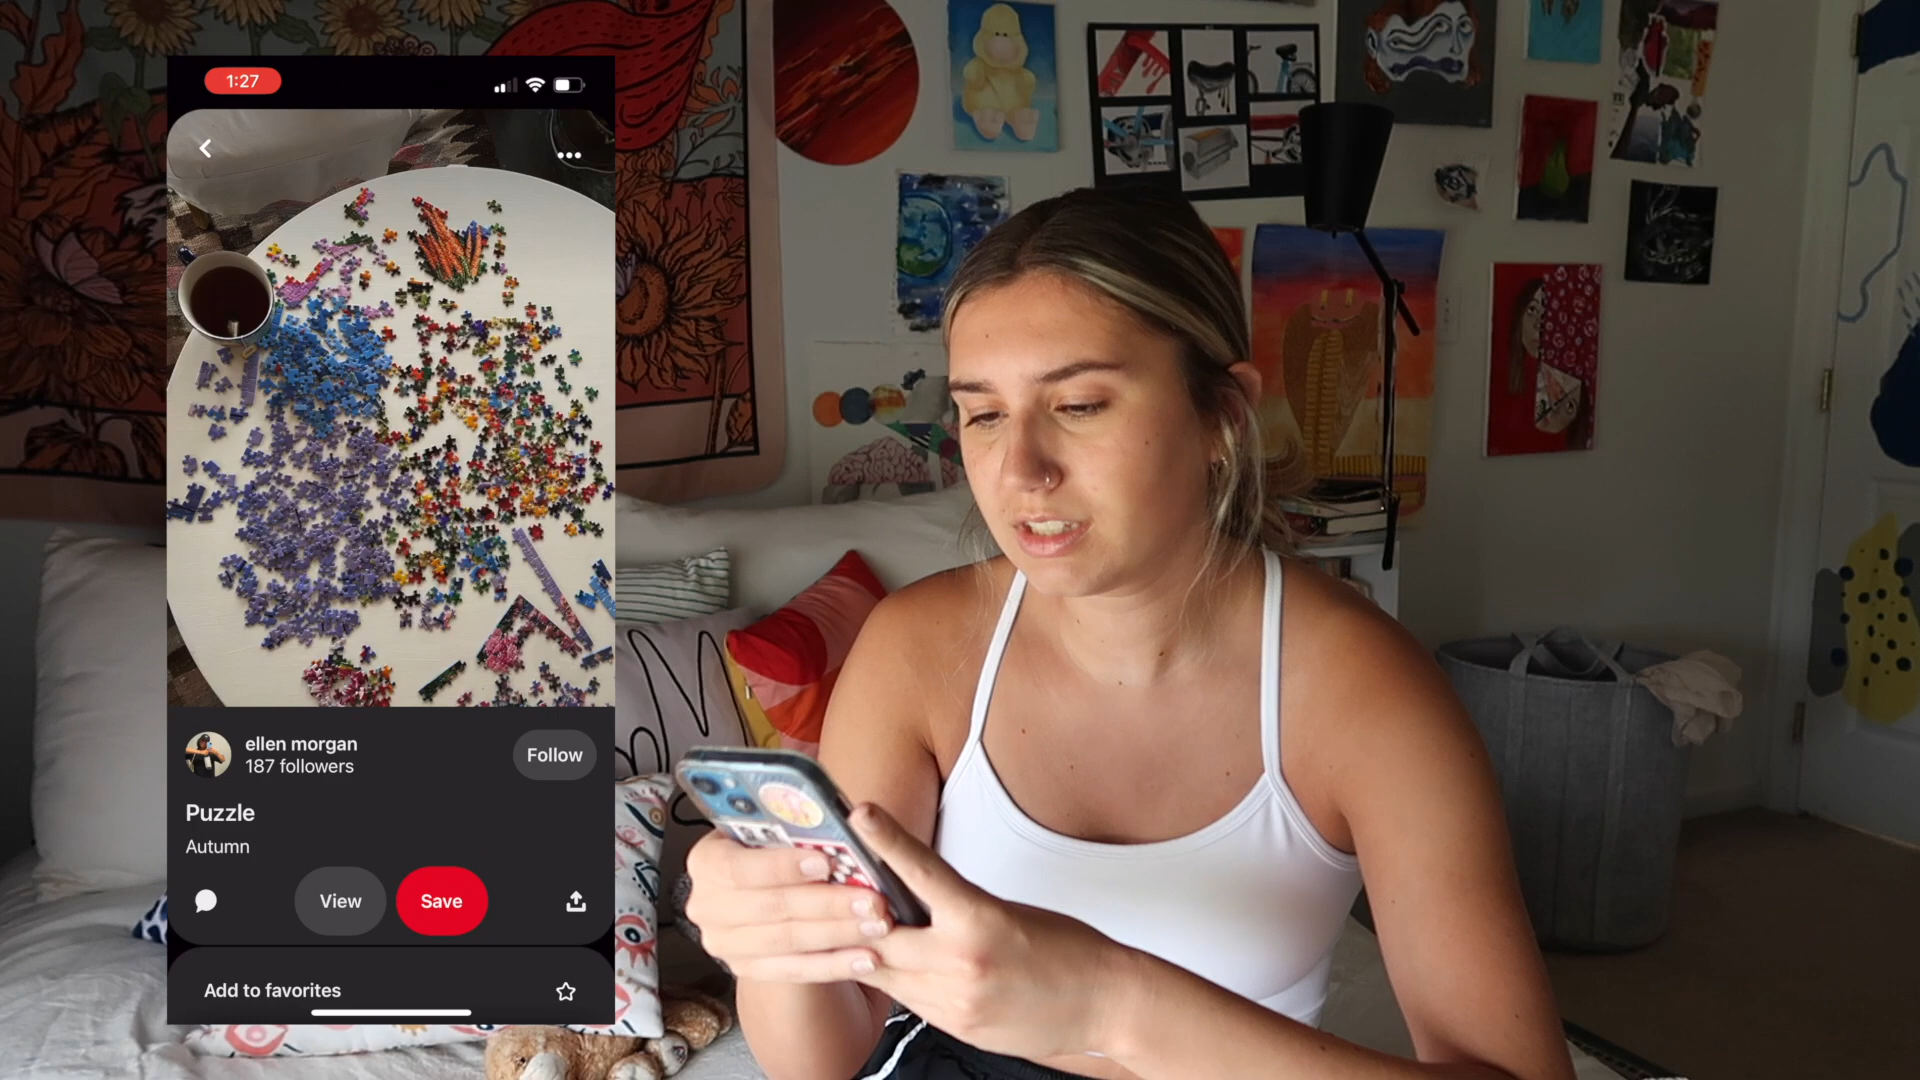 1:27
ellen morgan
187 followers
Follow
Puzzle
Autumn
View
Save
Add to favorites